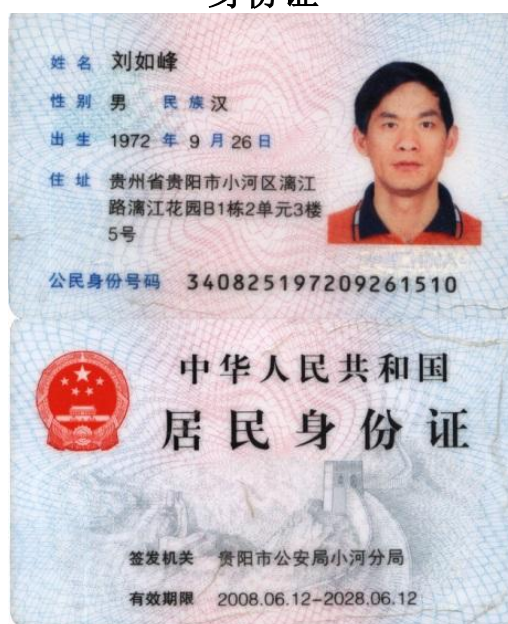 身份证
姓名 刘如峰
性别 男 民族 汉
出生 1972 年 9 月 26 日
住址 贵州省贵阳市小河区漓江
路漓江花园B1栋2单元3楼
5号
公民身份号码 340825197209261510
中华人民共和国
居民身份证
签发机关 贵阳市公安局小河分局
有效期限 2008.06.12-2028.06.12